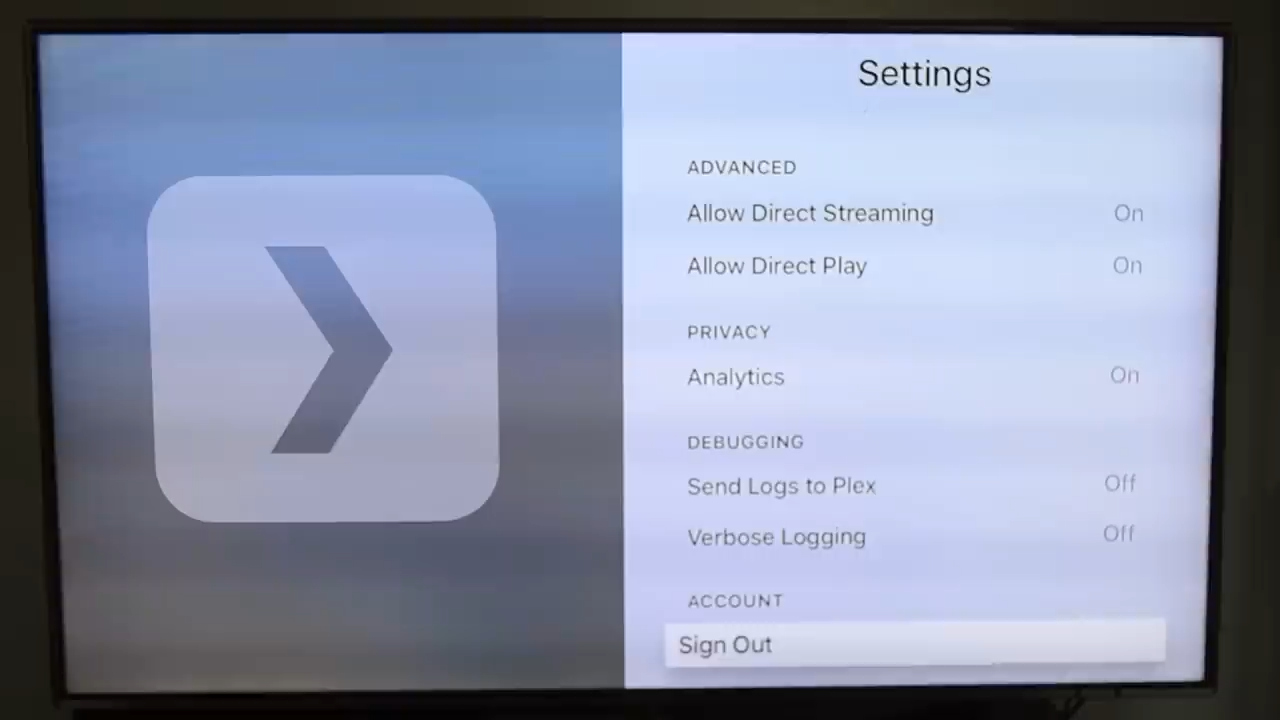 Settings
ADVANCED
Allow Direct Streaming On
Allow Direct Play On
PRIVACY
Analytics On
DEBUGGING
Send Logs to Plex Off
Verbose Logging Off
ACCOUNT
Sign Out